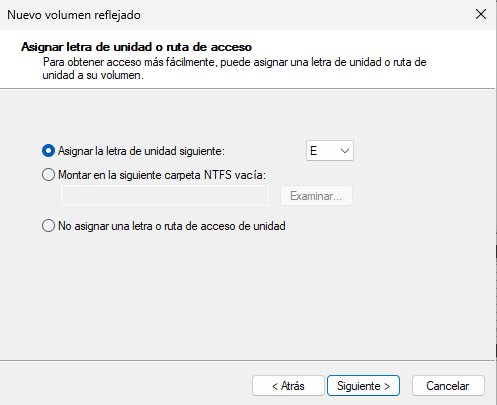 Nuevo volumen reflejado
Asignar letra de unidad o ruta de acceso
Para obtener acceso más fácilmente, puede asignar una letra de unidad o ruta de
unidad a su volumen.
Asignar la letra de unidad siguiente:
E
Montar en la siguiente carpeta NTFS vacía:
Examinar...
No asignar una letra o ruta de acceso de unidad
< Atrás
Siguiente >
Cancelar